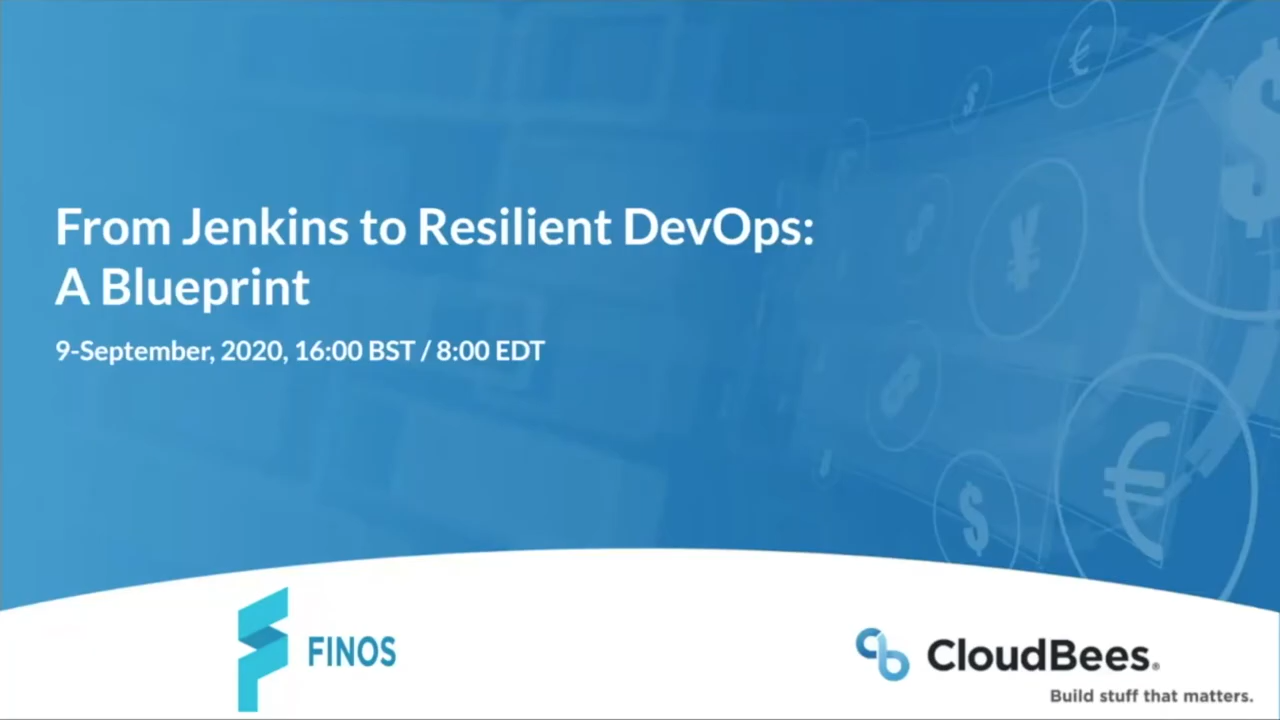 From Jenkins to Resilient DevOps:
A Blueprint
9-September, 2020, 16:00 BST / 8:00 EDT
FINOS
CloudBees®
Build stuff that matters.